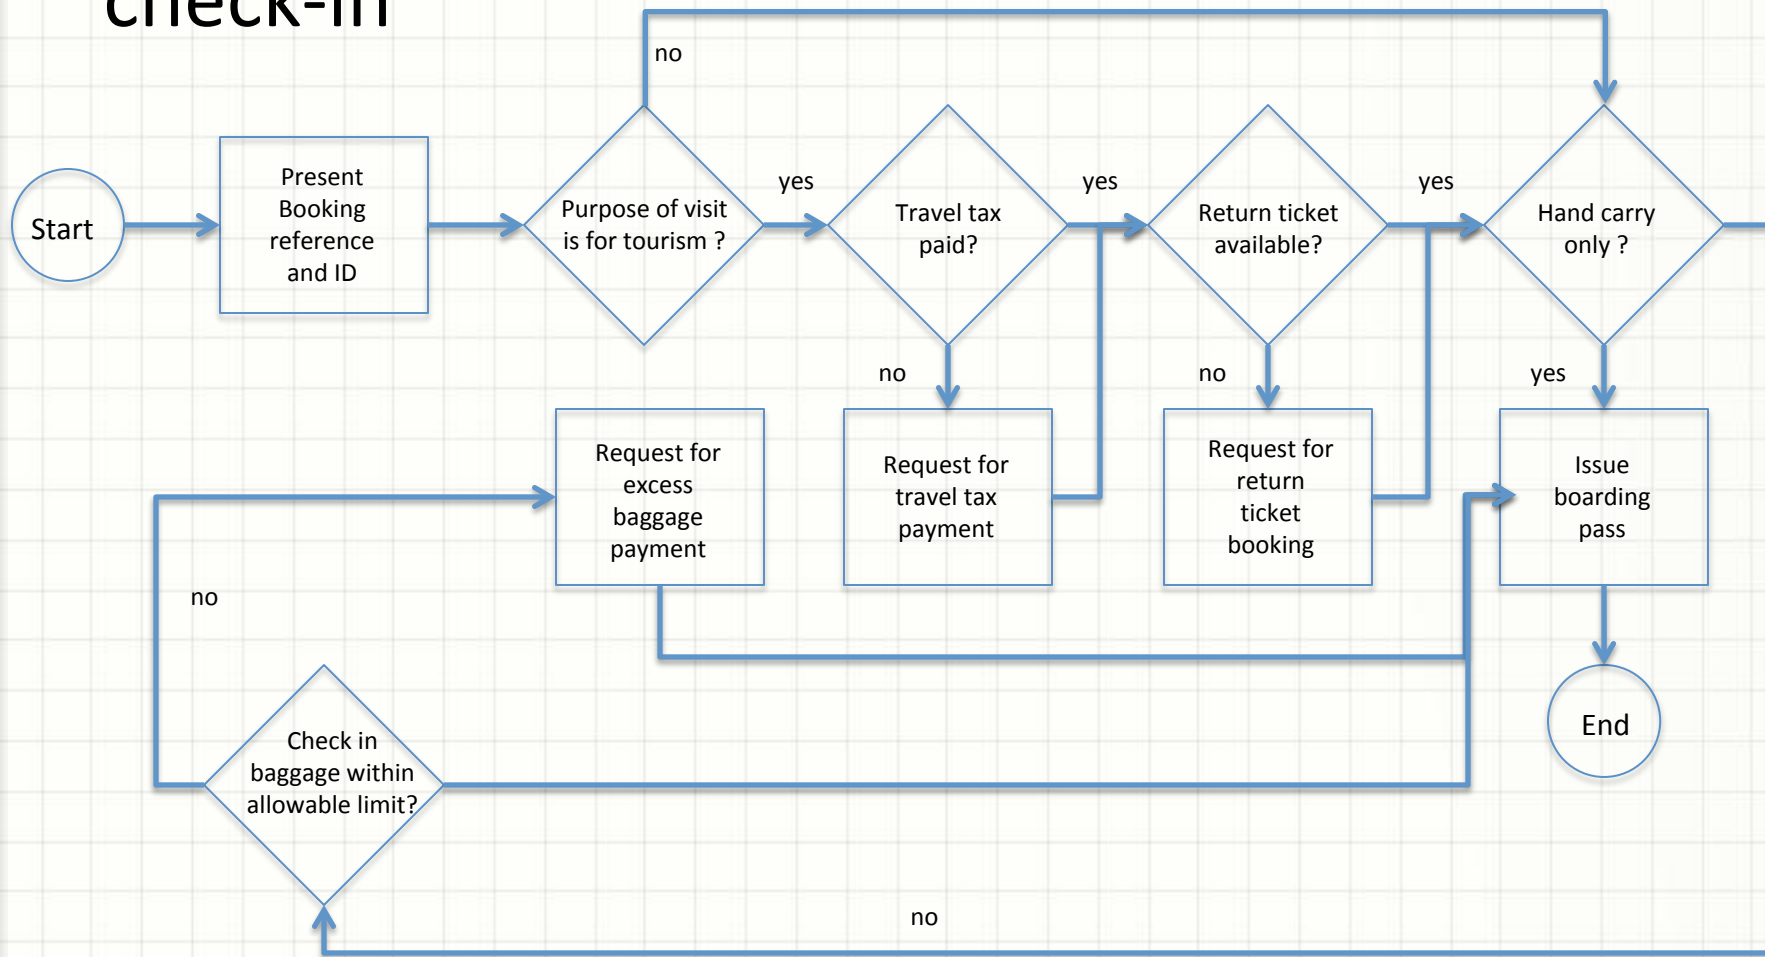 check-in
no
Start
Present
Booking
reference
and ID
Purpose of visit
is for tourism ?
yes
Travel tax
paid?
yes
Return ticket
available?
yes
Hand carry
only ?
no
no
yes
Request for
excess
baggage
payment
Request for
travel tax
payment
Request for
return
ticket
booking
Issue
boarding
pass
no
Check in
baggage within
allowable limit?
End
no